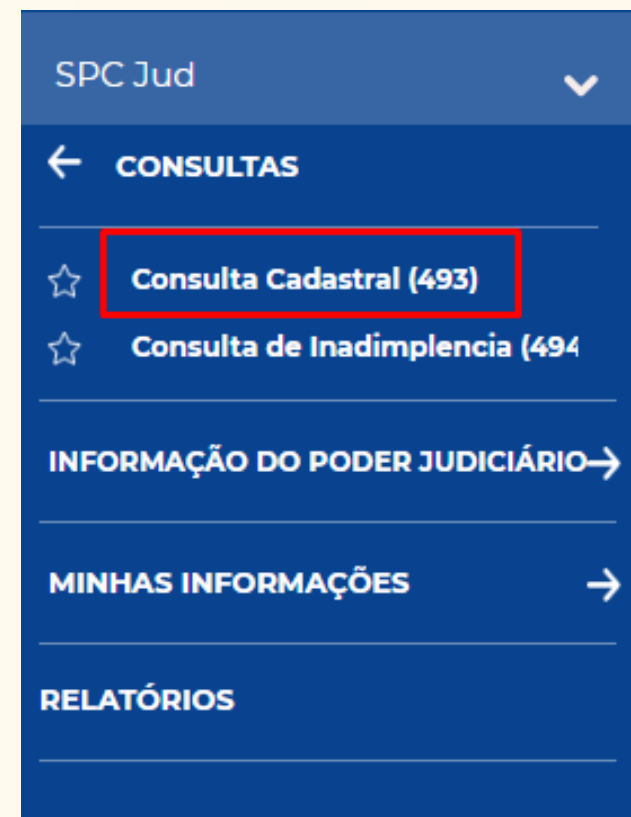 SPC Jud
CONSULTAS
Consulta Cadastral (493)
Consulta de Inadimplencia (494
INFORMAÇÃO DO PODER JUDICIÁRIO
MINHAS INFORMAÇÕES
RELATÓRIOS